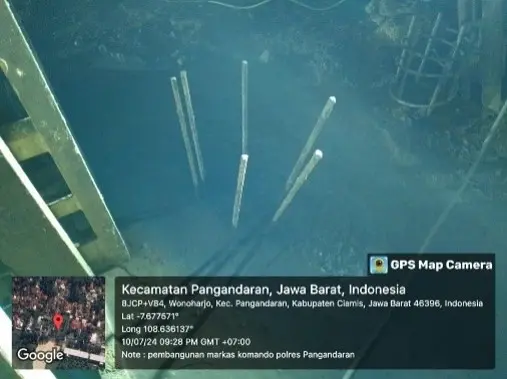 GPS Map Camera
Kecamatan Pangandaran, Jawa Barat, Indonesia
8JCP+V84, Wonoharjo, Kec. Pangandaran, Kabupaten Ciamis, Jawa Barat 46396, Indonesia
Lat -7.677671°
Long 108.636137°
10/07/24 09:28 PM GMT +07:00
Note : pembangunan markas komando polres Pangandaran
Google